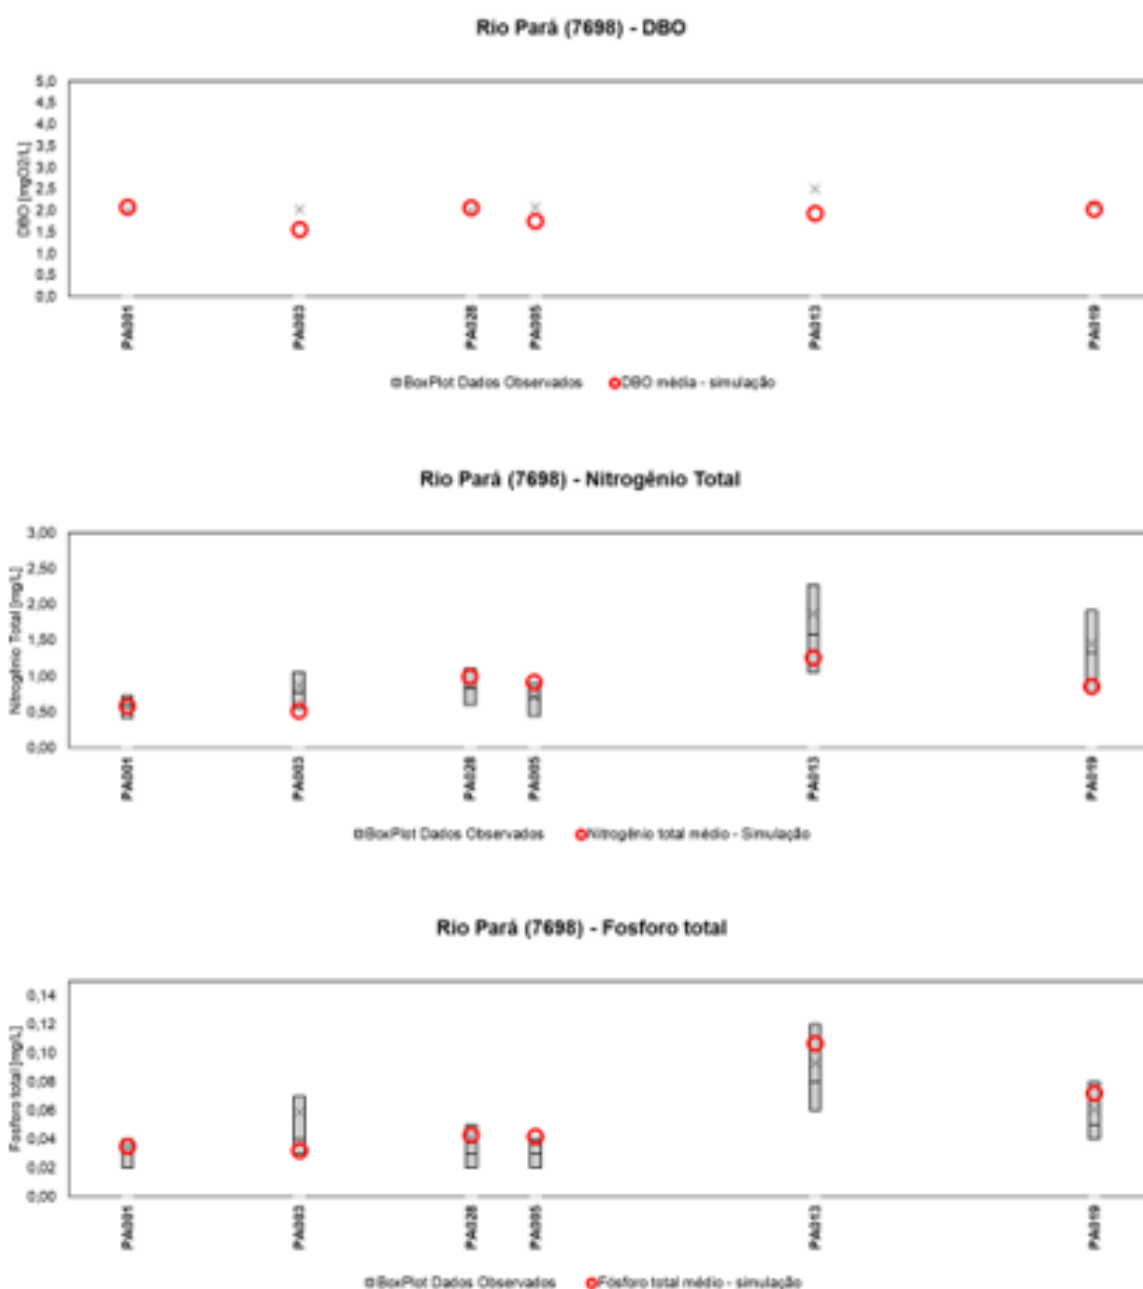 Rio Pará (7698) - DBO
5,0
4,5
4,0
3,5
3,0
2,5
2,0
1,5
1,0
0,5
0,0
DBO [mgO2/L]
PA001
PA003
PA028
PA005
PA013
PA019
BoxPlot Dados Observados
DBO média - simulação
Rio Pará (7698) - Nitrogênio Total
3,00
2,50
2,00
1,50
1,00
0,50
0,00
Nitrogênio Total [mg/L]
PA001
PA003
PA028
PA005
PA013
PA019
BoxPlot Dados Observados
Nitrogênio total médio - Simulação
Rio Pará (7698) - Fosforo total
0,14
0,12
0,10
0,08
0,06
0,04
0,02
0,00
Fosforo total [mg/L]
PA001
PA003
PA028
PA005
PA013
PA019
BoxPlot Dados Observados
Fósforo total médio - simulação